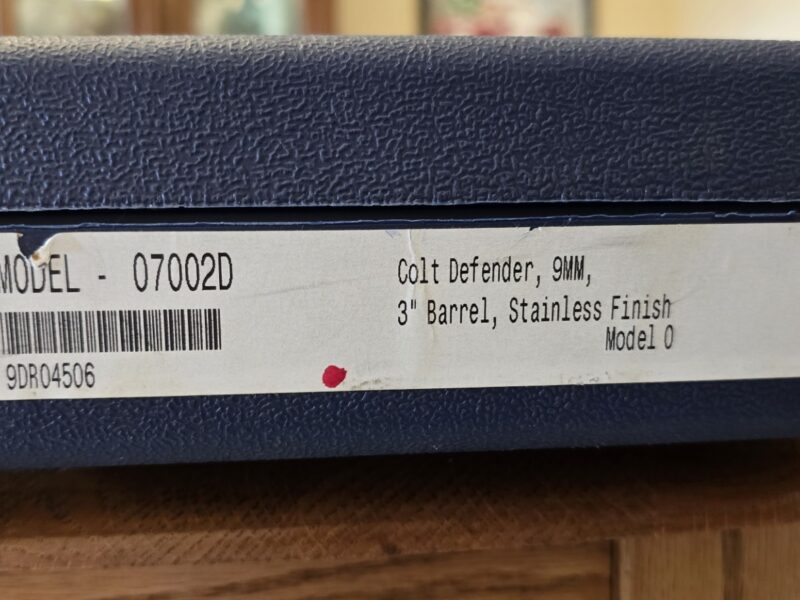 MODEL - 07002D
9DR04506
Colt Defender, 9MM,
3" Barrel, Stainless Finish
Model O